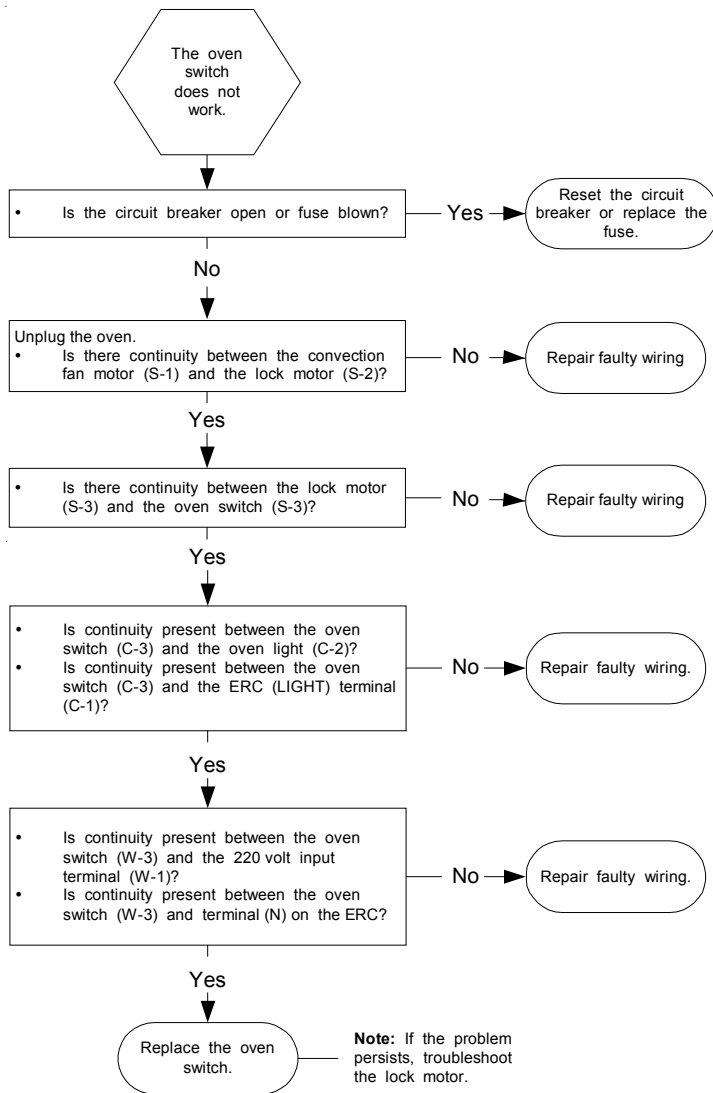 The oven
switch
does not
work.
• Is the circuit breaker open or fuse blown?
Yes
Reset the circuit
breaker or replace the
fuse.
No
Unplug the oven.
• Is there continuity between the convection
fan motor (S-1) and the lock motor (S-2)?
No
Repair faulty wiring
Yes
• Is there continuity between the lock motor
(S-3) and the oven switch (S-3)?
No
Repair faulty wiring
Yes
• Is continuity present between the oven
switch (C-3) and the oven light (C-2)?
• Is continuity present between the oven
switch (C-3) and the ERC (LIGHT) terminal
(C-1)?
No
Repair faulty wiring.
Yes
• Is continuity present between the oven
switch (W-3) and the 220 volt input
terminal (W-1)?
• Is continuity present between the oven
switch (W-3) and terminal (N) on the ERC?
No
Repair faulty wiring.
Yes
Replace the oven
switch.
Note: If the problem
persists, troubleshoot
the lock motor.